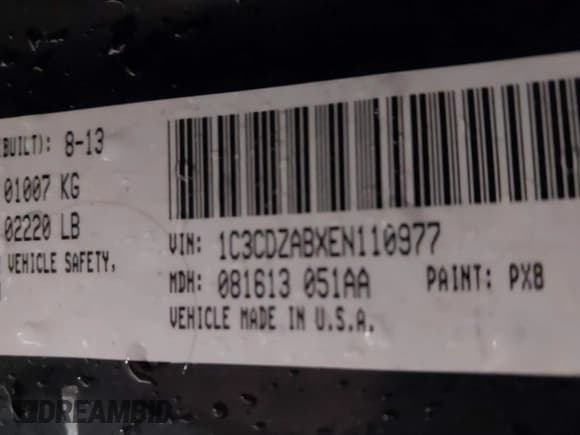 BUILT): 8-13
01007 KG
02220 LB
VEHICLE SAFETY,
VIN: 1C3CDZABXEN110977
MDH: 081613 051AA PAINT: PX8
VEHICLE MADE IN U.S.A.
DREAMBID